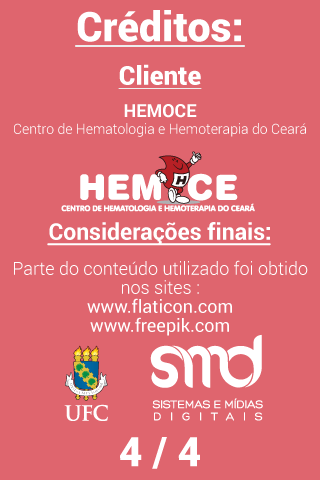 Créditos:
Cliente
HEMOCE
Centro de Hematologia e Hemoterapia do Ceará
HEMOCE
CENTRO DE HEMATOLOGIA E HEMOTERAPIA DO CEARÁ
Considerações finais:
Parte do conteúdo utilizado foi obtido
nos sites :
www.flaticon.com
www.freepik.com
smd
UFC
SISTEMAS E MÍDIAS
DIGITAIS
4 / 4